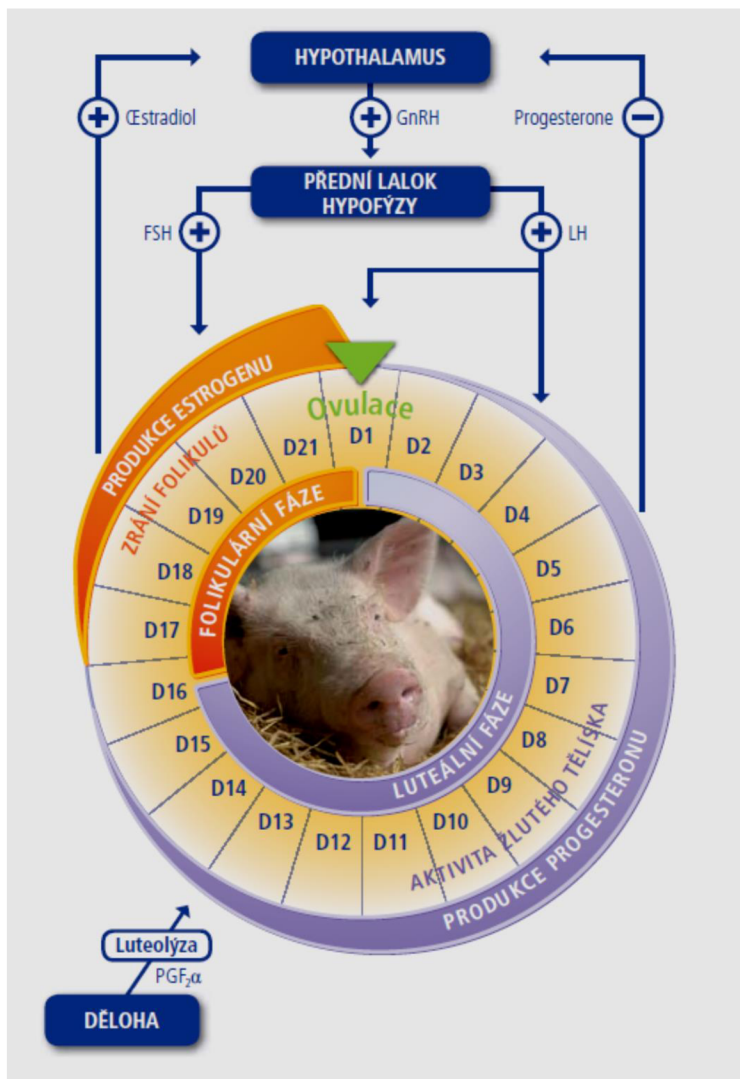 HYPOTHALAMUS
Œstradiol
GnRH
Progesterone
PŘEDNÍ LALOK
HYPOFÝZY
FSH
LH
PRODUKCE ESTROGENU
ZRÁNÍ FOLIKULŮ
Ovulace
D1
D2
D3
D4
D5
D6
D7
D8
D9
D10
D11
D12
D13
D14
D15
D16
D17
D18
D19
D20
D21
FOLIKULÁRNÍ FÁZE
LUTEÁLNÍ FÁZE
AKTIVITA ŽLUTÉHO TĚLÍSKA
PRODUKCE PROGESTERONU
Luteolýza
PGF₂α
DĚLOHA